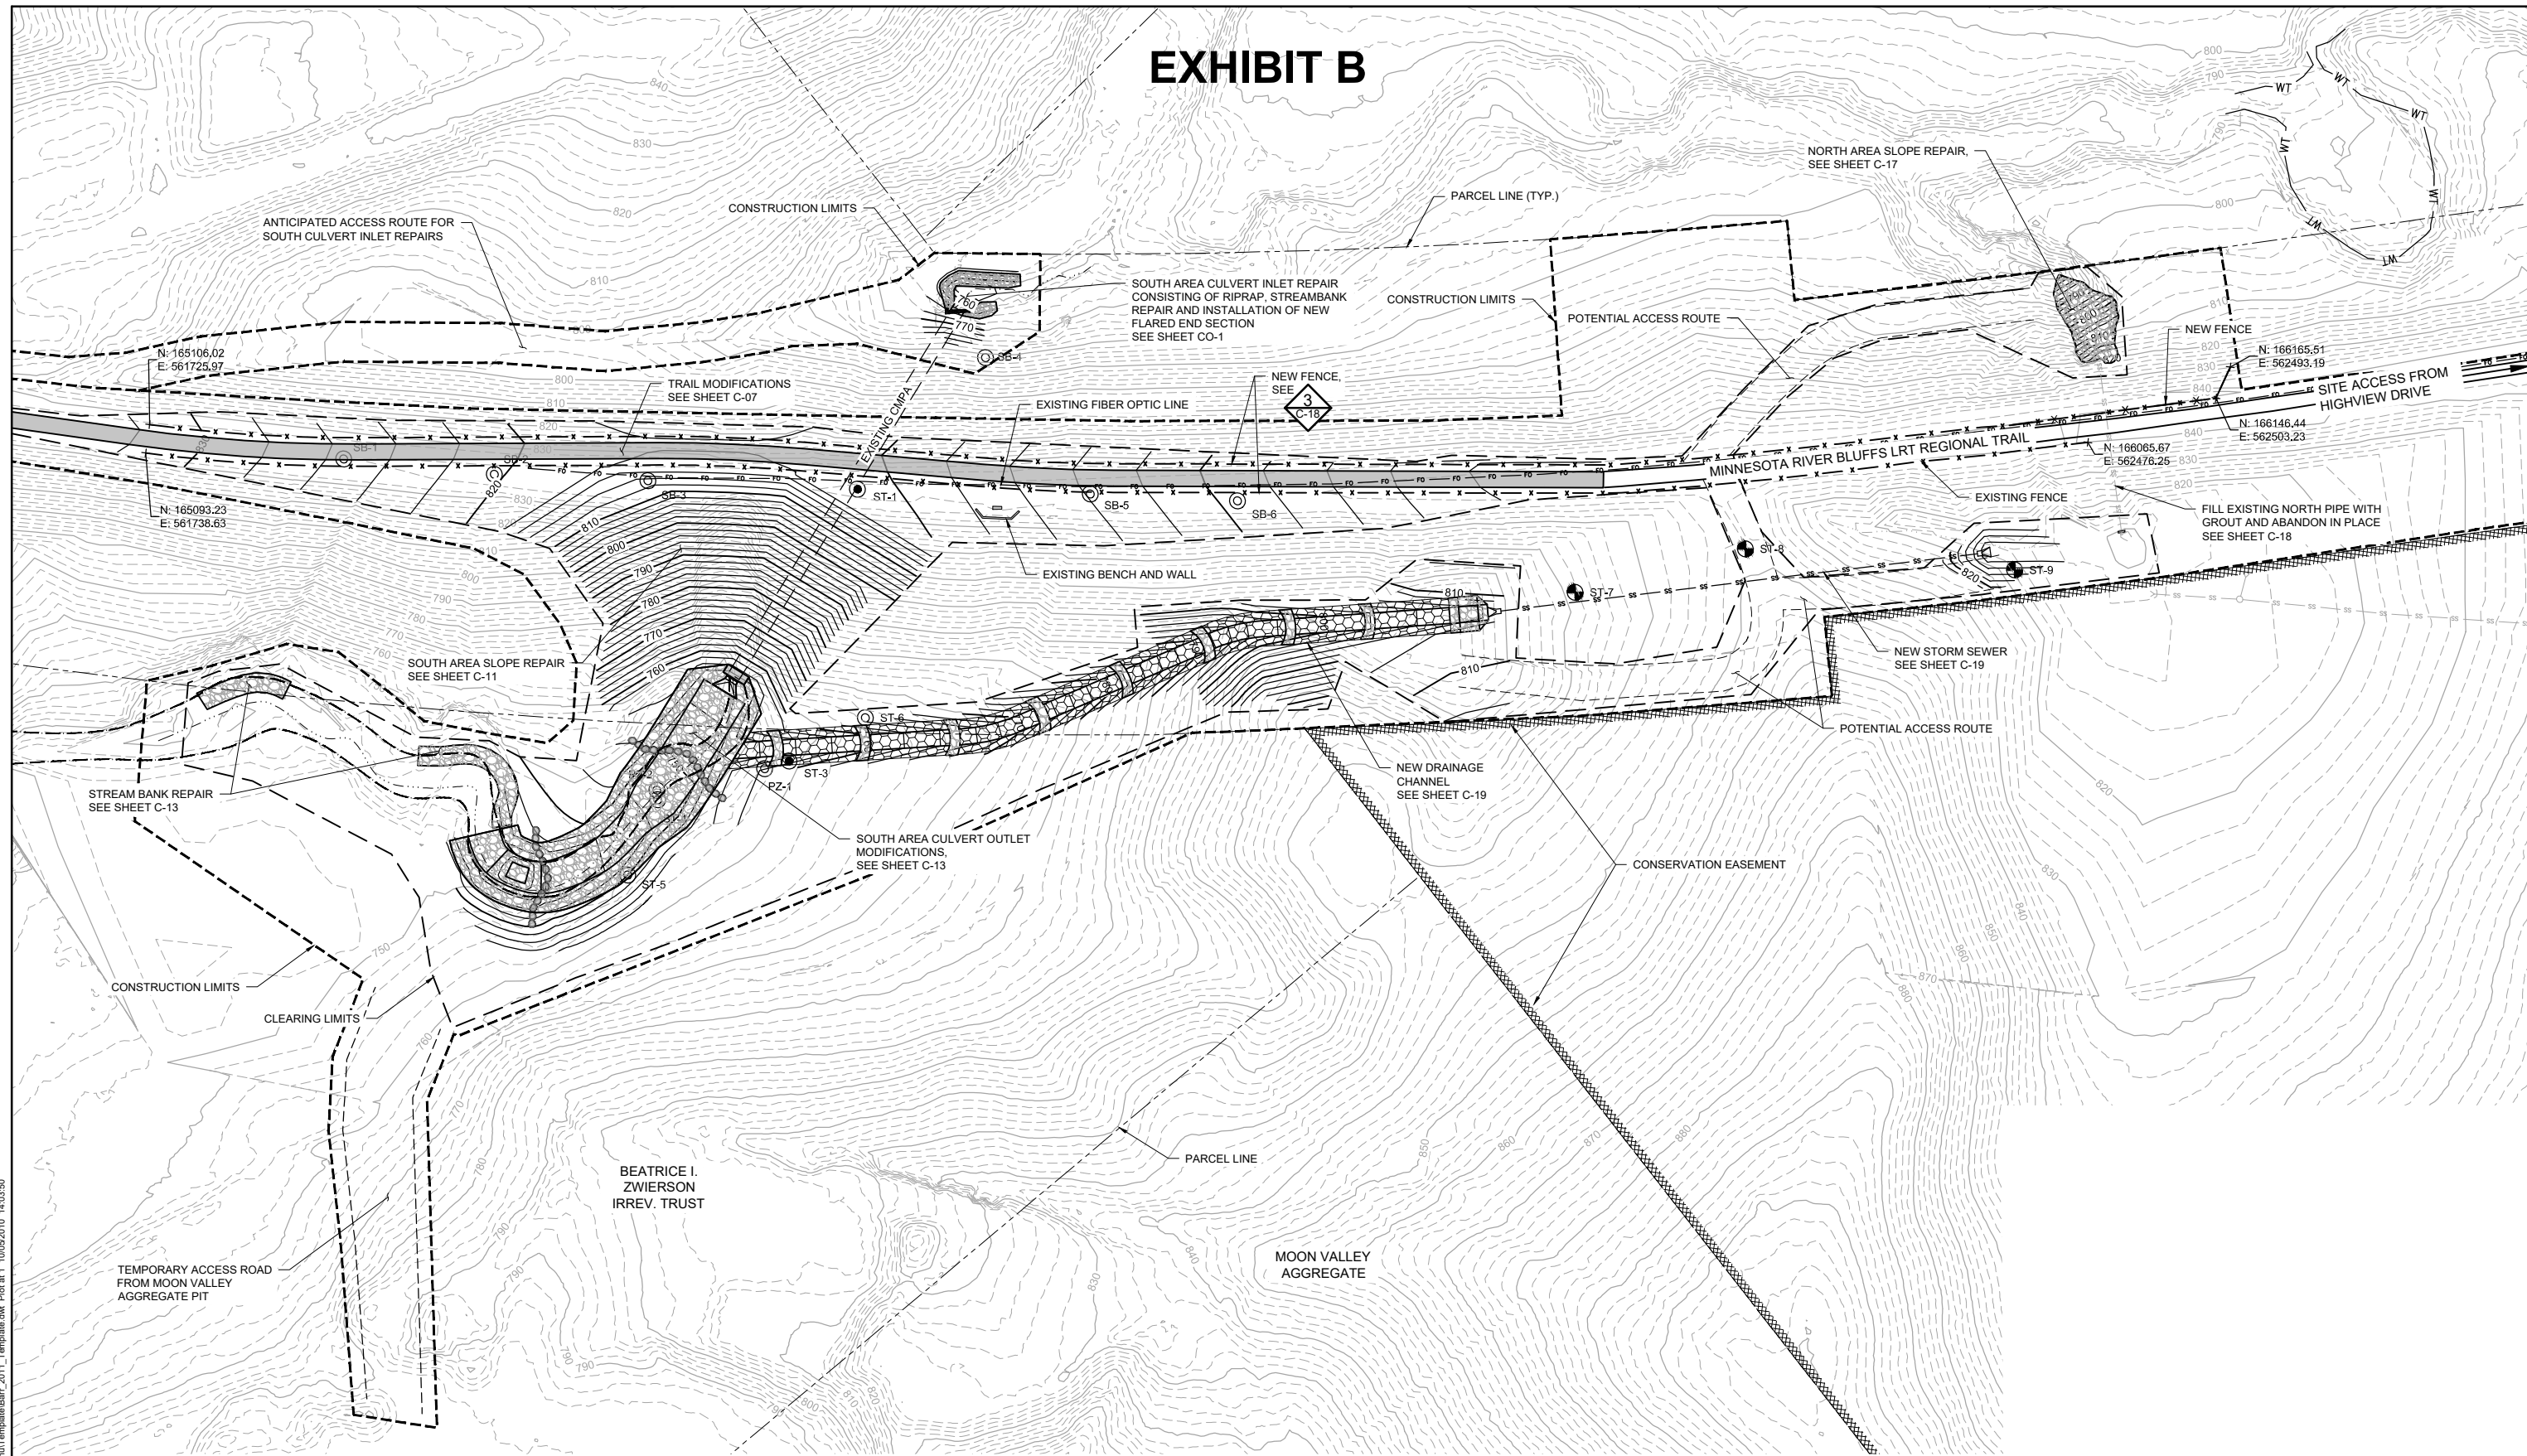 EXHIBIT B
ANTICIPATED ACCESS ROUTE FOR
SOUTH CULVERT INLET REPAIRS
CONSTRUCTION LIMITS
PARCEL LINE (TYP.)
NORTH AREA SLOPE REPAIR,
SEE SHEET C-17
SOUTH AREA CULVERT INLET REPAIR
CONSISTING OF RIPRAP, STREAMBANK
REPAIR AND INSTALLATION OF NEW
FLARED END SECTION
SEE SHEET CO-1
CONSTRUCTION LIMITS
POTENTIAL ACCESS ROUTE
NEW FENCE
N: 166165.51
E: 562493.19
SITE ACCESS FROM
HIGHVIEW DRIVE
N: 166146.44
E: 562503.23
N: 166065.67
E: 562476.25
N: 165106.02
E: 561725.97
TRAIL MODIFICATIONS
SEE SHEET C-07
EXISTING CMPA
EXISTING FIBER OPTIC LINE
NEW FENCE,
SEE
3
C-18
MINNESOTA RIVER BLUFFS LRT REGIONAL TRAIL
N: 165093.23
E: 561738.63
SB-1
SB-3
SB-4
ST-1
SB-5
SB-6
EXISTING FENCE
FILL EXISTING NORTH PIPE WITH
GROUT AND ABANDON IN PLACE
SEE SHEET C-18
EXISTING BENCH AND WALL
ST-7
ST-8
ST-9
SOUTH AREA SLOPE REPAIR
SEE SHEET C-11
NEW STORM SEWER
SEE SHEET C-19
POTENTIAL ACCESS ROUTE
ST-6
ST-3
PZ-1
ST-5
STREAM BANK REPAIR
SEE SHEET C-13
NEW DRAINAGE
CHANNEL
SEE SHEET C-19
SOUTH AREA CULVERT OUTLET
MODIFICATIONS,
SEE SHEET C-13
CONSERVATION EASEMENT
CONSTRUCTION LIMITS
CLEARING LIMITS
PARCEL LINE
BEATRICE I.
ZWIERSON
IRREV. TRUST
MOON VALLEY
AGGREGATE
TEMPORARY ACCESS ROAD
FROM MOON VALLEY
AGGREGATE PIT